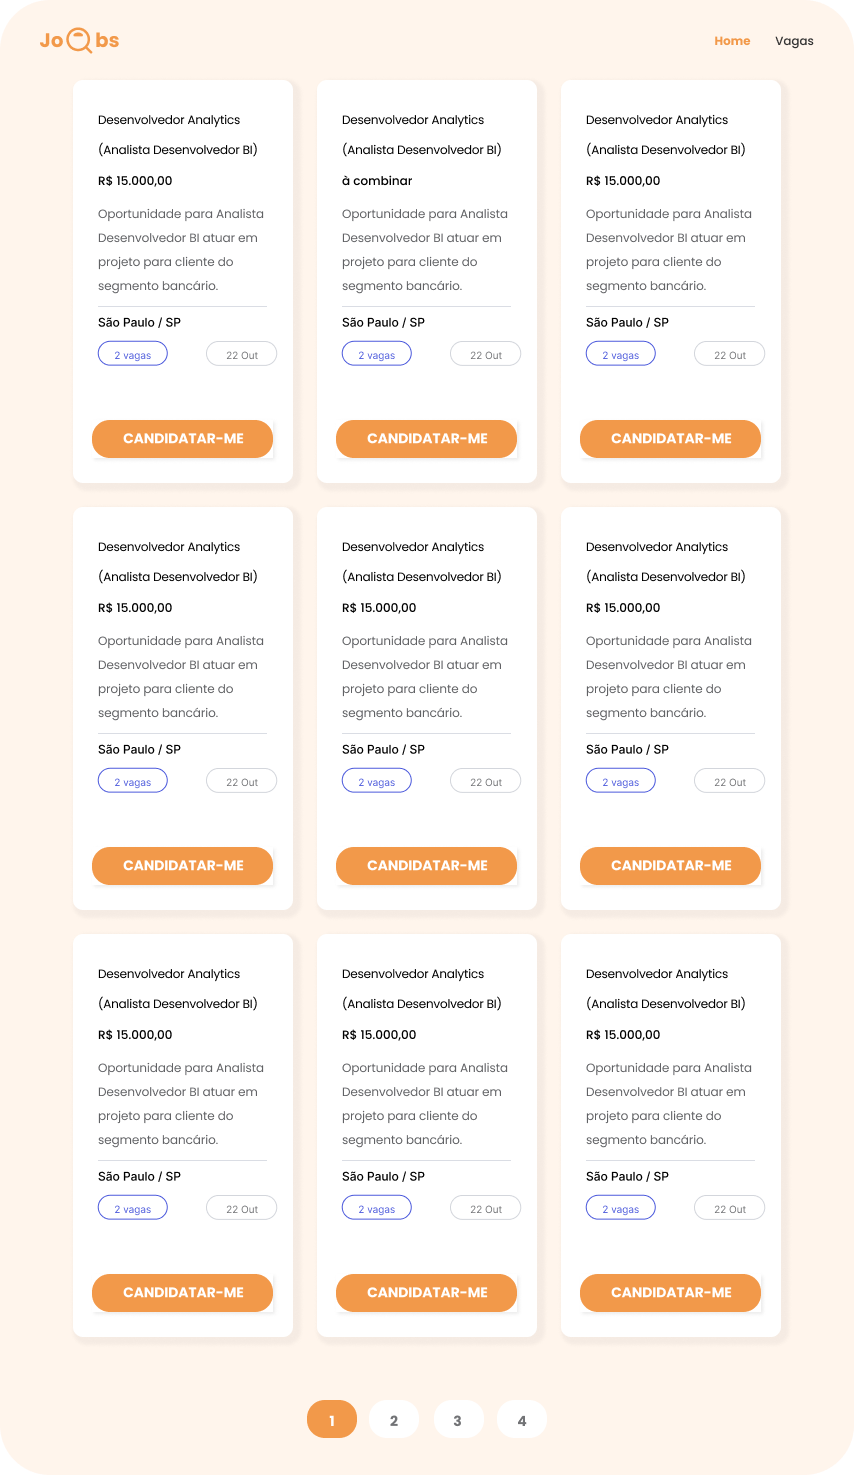 Jo bs
Home Vagas
Desenvolvedor Analytics
(Analista Desenvolvedor BI)
R$ 15.000,00
Oportunidade para Analista
Desenvolvedor BI atuar em
projeto para cliente do
segmento bancário.
São Paulo / SP
2 vagas 22 Out
CANDIDATAR-ME
Desenvolvedor Analytics
(Analista Desenvolvedor BI)
à combinar
Oportunidade para Analista
Desenvolvedor BI atuar em
projeto para cliente do
segmento bancário.
São Paulo / SP
2 vagas 22 Out
CANDIDATAR-ME
Desenvolvedor Analytics
(Analista Desenvolvedor BI)
R$ 15.000,00
Oportunidade para Analista
Desenvolvedor BI atuar em
projeto para cliente do
segmento bancário.
São Paulo / SP
2 vagas 22 Out
CANDIDATAR-ME
Desenvolvedor Analytics
(Analista Desenvolvedor BI)
R$ 15.000,00
Oportunidade para Analista
Desenvolvedor BI atuar em
projeto para cliente do
segmento bancário.
São Paulo / SP
2 vagas 22 Out
CANDIDATAR-ME
Desenvolvedor Analytics
(Analista Desenvolvedor BI)
R$ 15.000,00
Oportunidade para Analista
Desenvolvedor BI atuar em
projeto para cliente do
segmento bancário.
São Paulo / SP
2 vagas 22 Out
CANDIDATAR-ME
Desenvolvedor Analytics
(Analista Desenvolvedor BI)
R$ 15.000,00
Oportunidade para Analista
Desenvolvedor BI atuar em
projeto para cliente do
segmento bancário.
São Paulo / SP
2 vagas 22 Out
CANDIDATAR-ME
Desenvolvedor Analytics
(Analista Desenvolvedor BI)
R$ 15.000,00
Oportunidade para Analista
Desenvolvedor BI atuar em
projeto para cliente do
segmento bancário.
São Paulo / SP
2 vagas 22 Out
CANDIDATAR-ME
Desenvolvedor Analytics
(Analista Desenvolvedor BI)
R$ 15.000,00
Oportunidade para Analista
Desenvolvedor BI atuar em
projeto para cliente do
segmento bancário.
São Paulo / SP
2 vagas 22 Out
CANDIDATAR-ME
Desenvolvedor Analytics
(Analista Desenvolvedor BI)
R$ 15.000,00
Oportunidade para Analista
Desenvolvedor BI atuar em
projeto para cliente do
segmento bancário.
São Paulo / SP
2 vagas 22 Out
CANDIDATAR-ME
1 2 3 4